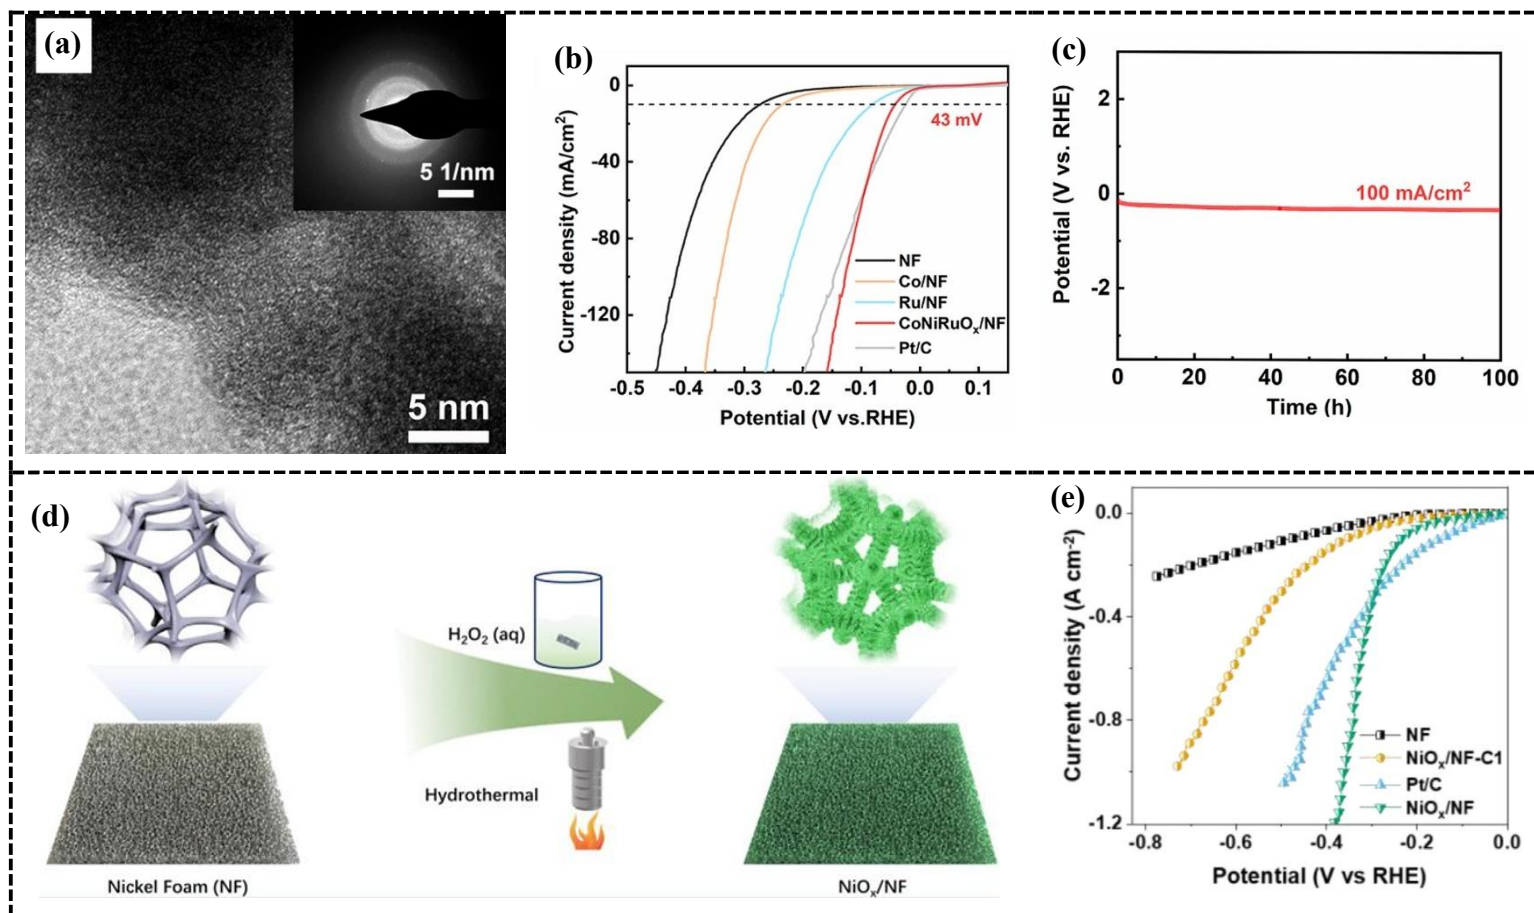 (a)
5 1/nm
5 nm
(b)
0
-40
-80
-120
Current density (mA/cm²)
43 mV
NF
Co/NF
Ru/NF
CoNiRuOₓ/NF
Pt/C
-0.5 -0.4 -0.3 -0.2 -0.1 0.0 0.1
Potential (V vs.RHE)
(c)
2
0
-2
Potential (V vs. RHE)
100 mA/cm²
0 20 40 60 80 100
Time (h)
(d)
H₂O₂ (aq)
Hydrothermal
Nickel Foam (NF)
NiOₓ/NF
(e)
0.0
-0.4
-0.8
-1.2
Current density (A cm⁻²)
NF
NiOₓ/NF-C1
Pt/C
NiOₓ/NF
-0.8 -0.6 -0.4 -0.2 0.0
Potential (V vs RHE)